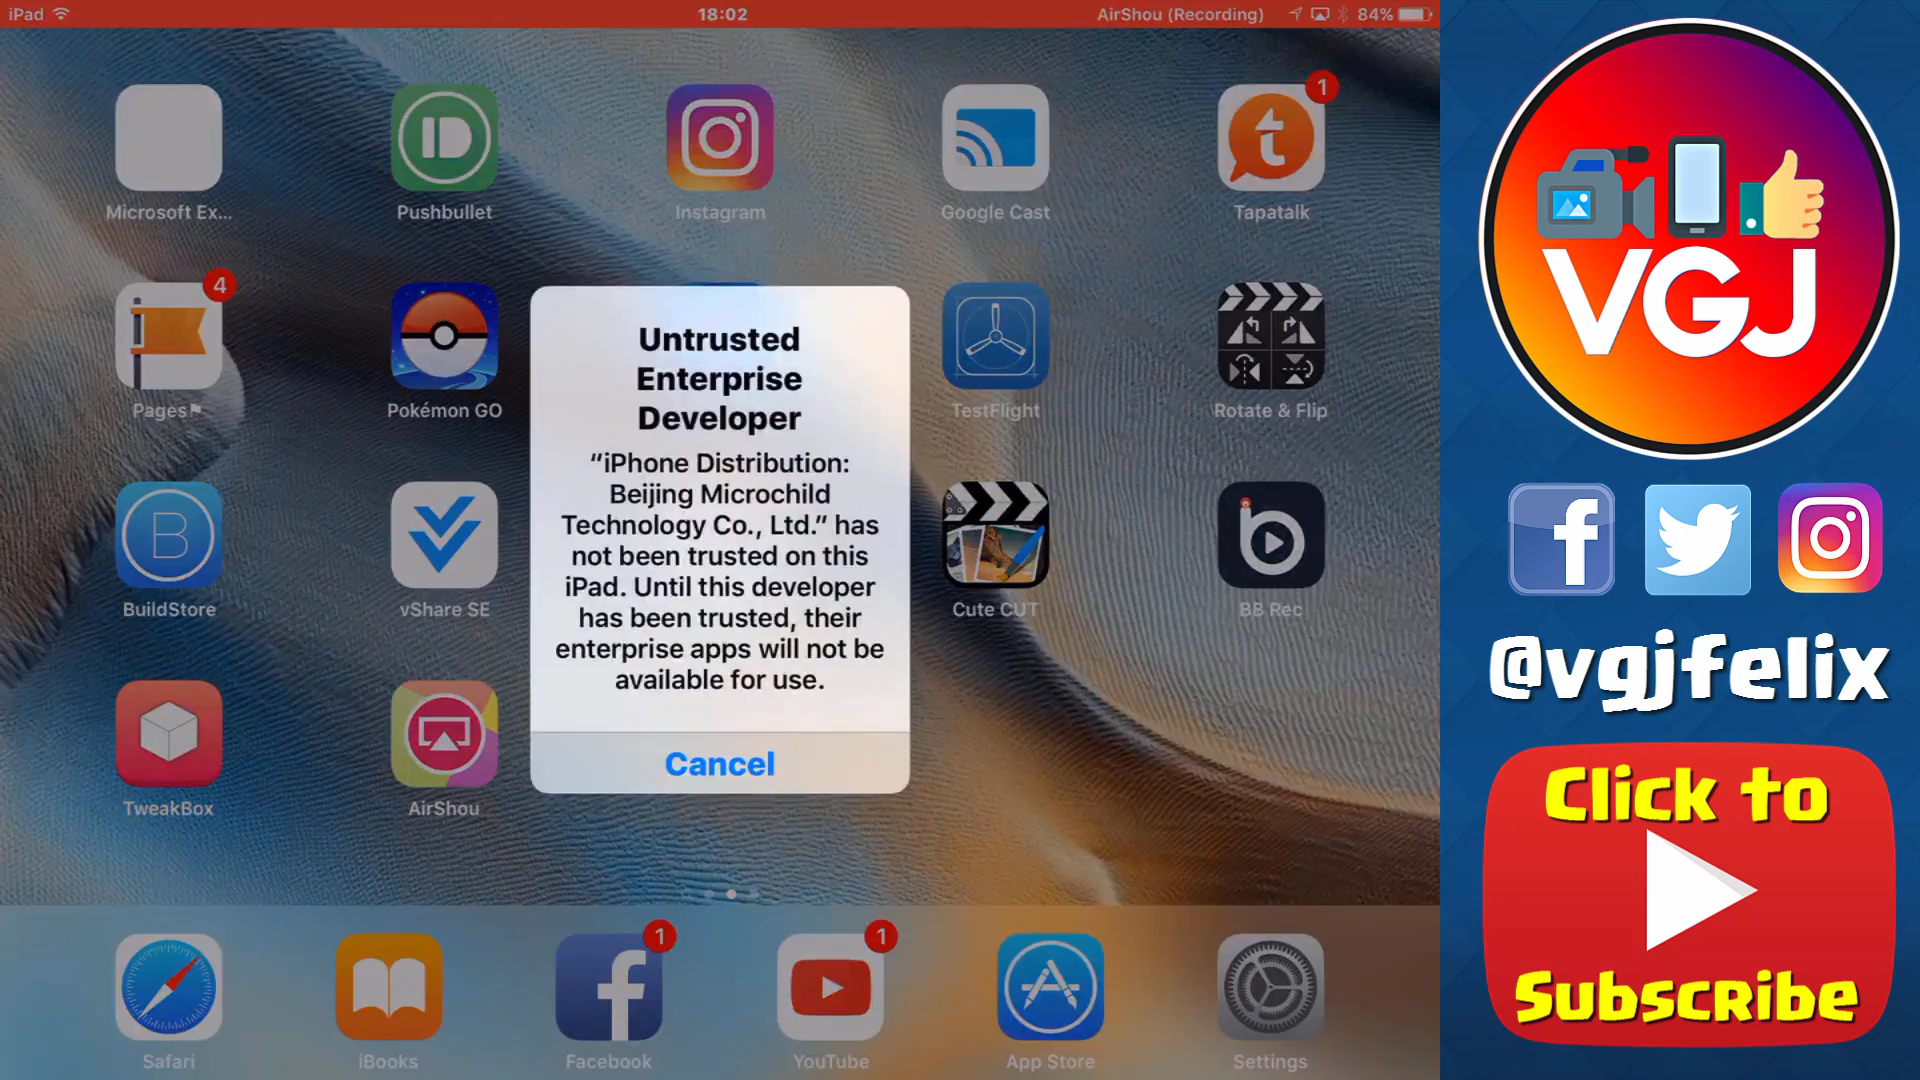 iPad
18:02
AirShou (Recording)
84%
1
Microsoft Ex...
Pushbullet
Instagram
Google Cast
Tapatalk
4
Pages
Pokémon GO
TestFlight
Rotate & Flip
Untrusted
Enterprise
Developer
“iPhone Distribution:
Beijing Microchild
Technology Co., Ltd.” has
not been trusted on this
iPad. Until this developer
has been trusted, their
enterprise apps will not be
available for use.
Cancel
BuildStore
vShare SE
Cute CUT
BB Rec
TweakBox
AirShou
1
1
Safari
iBooks
Facebook
YouTube
App Store
Settings
VGJ
@vgjfelix
Click to
Subscribe